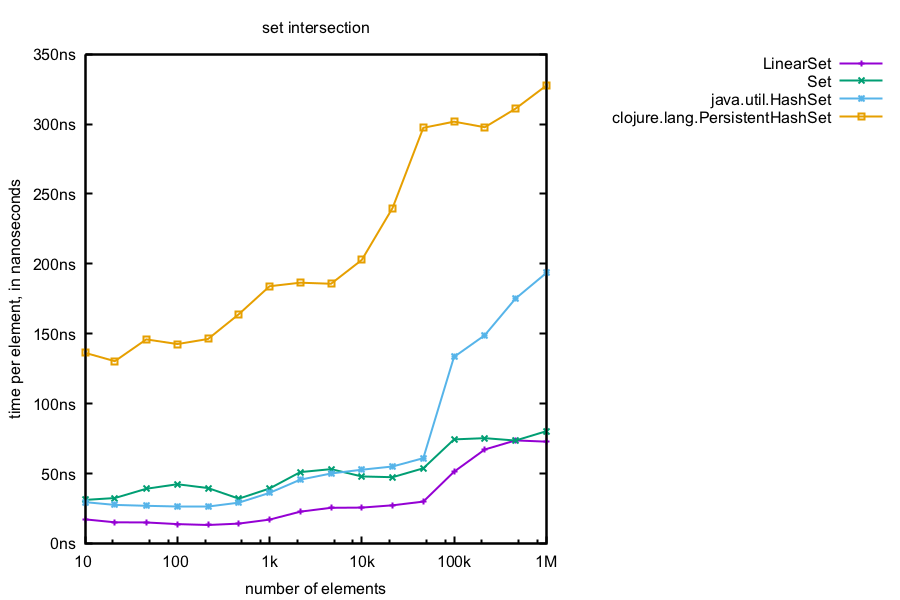 set intersection
350ns
300ns
250ns
200ns
150ns
100ns
50ns
0ns
time per element, in nanoseconds
10
100
1k
10k
100k
1M
number of elements
LinearSet
Set
java.util.HashSet
clojure.lang.PersistentHashSet